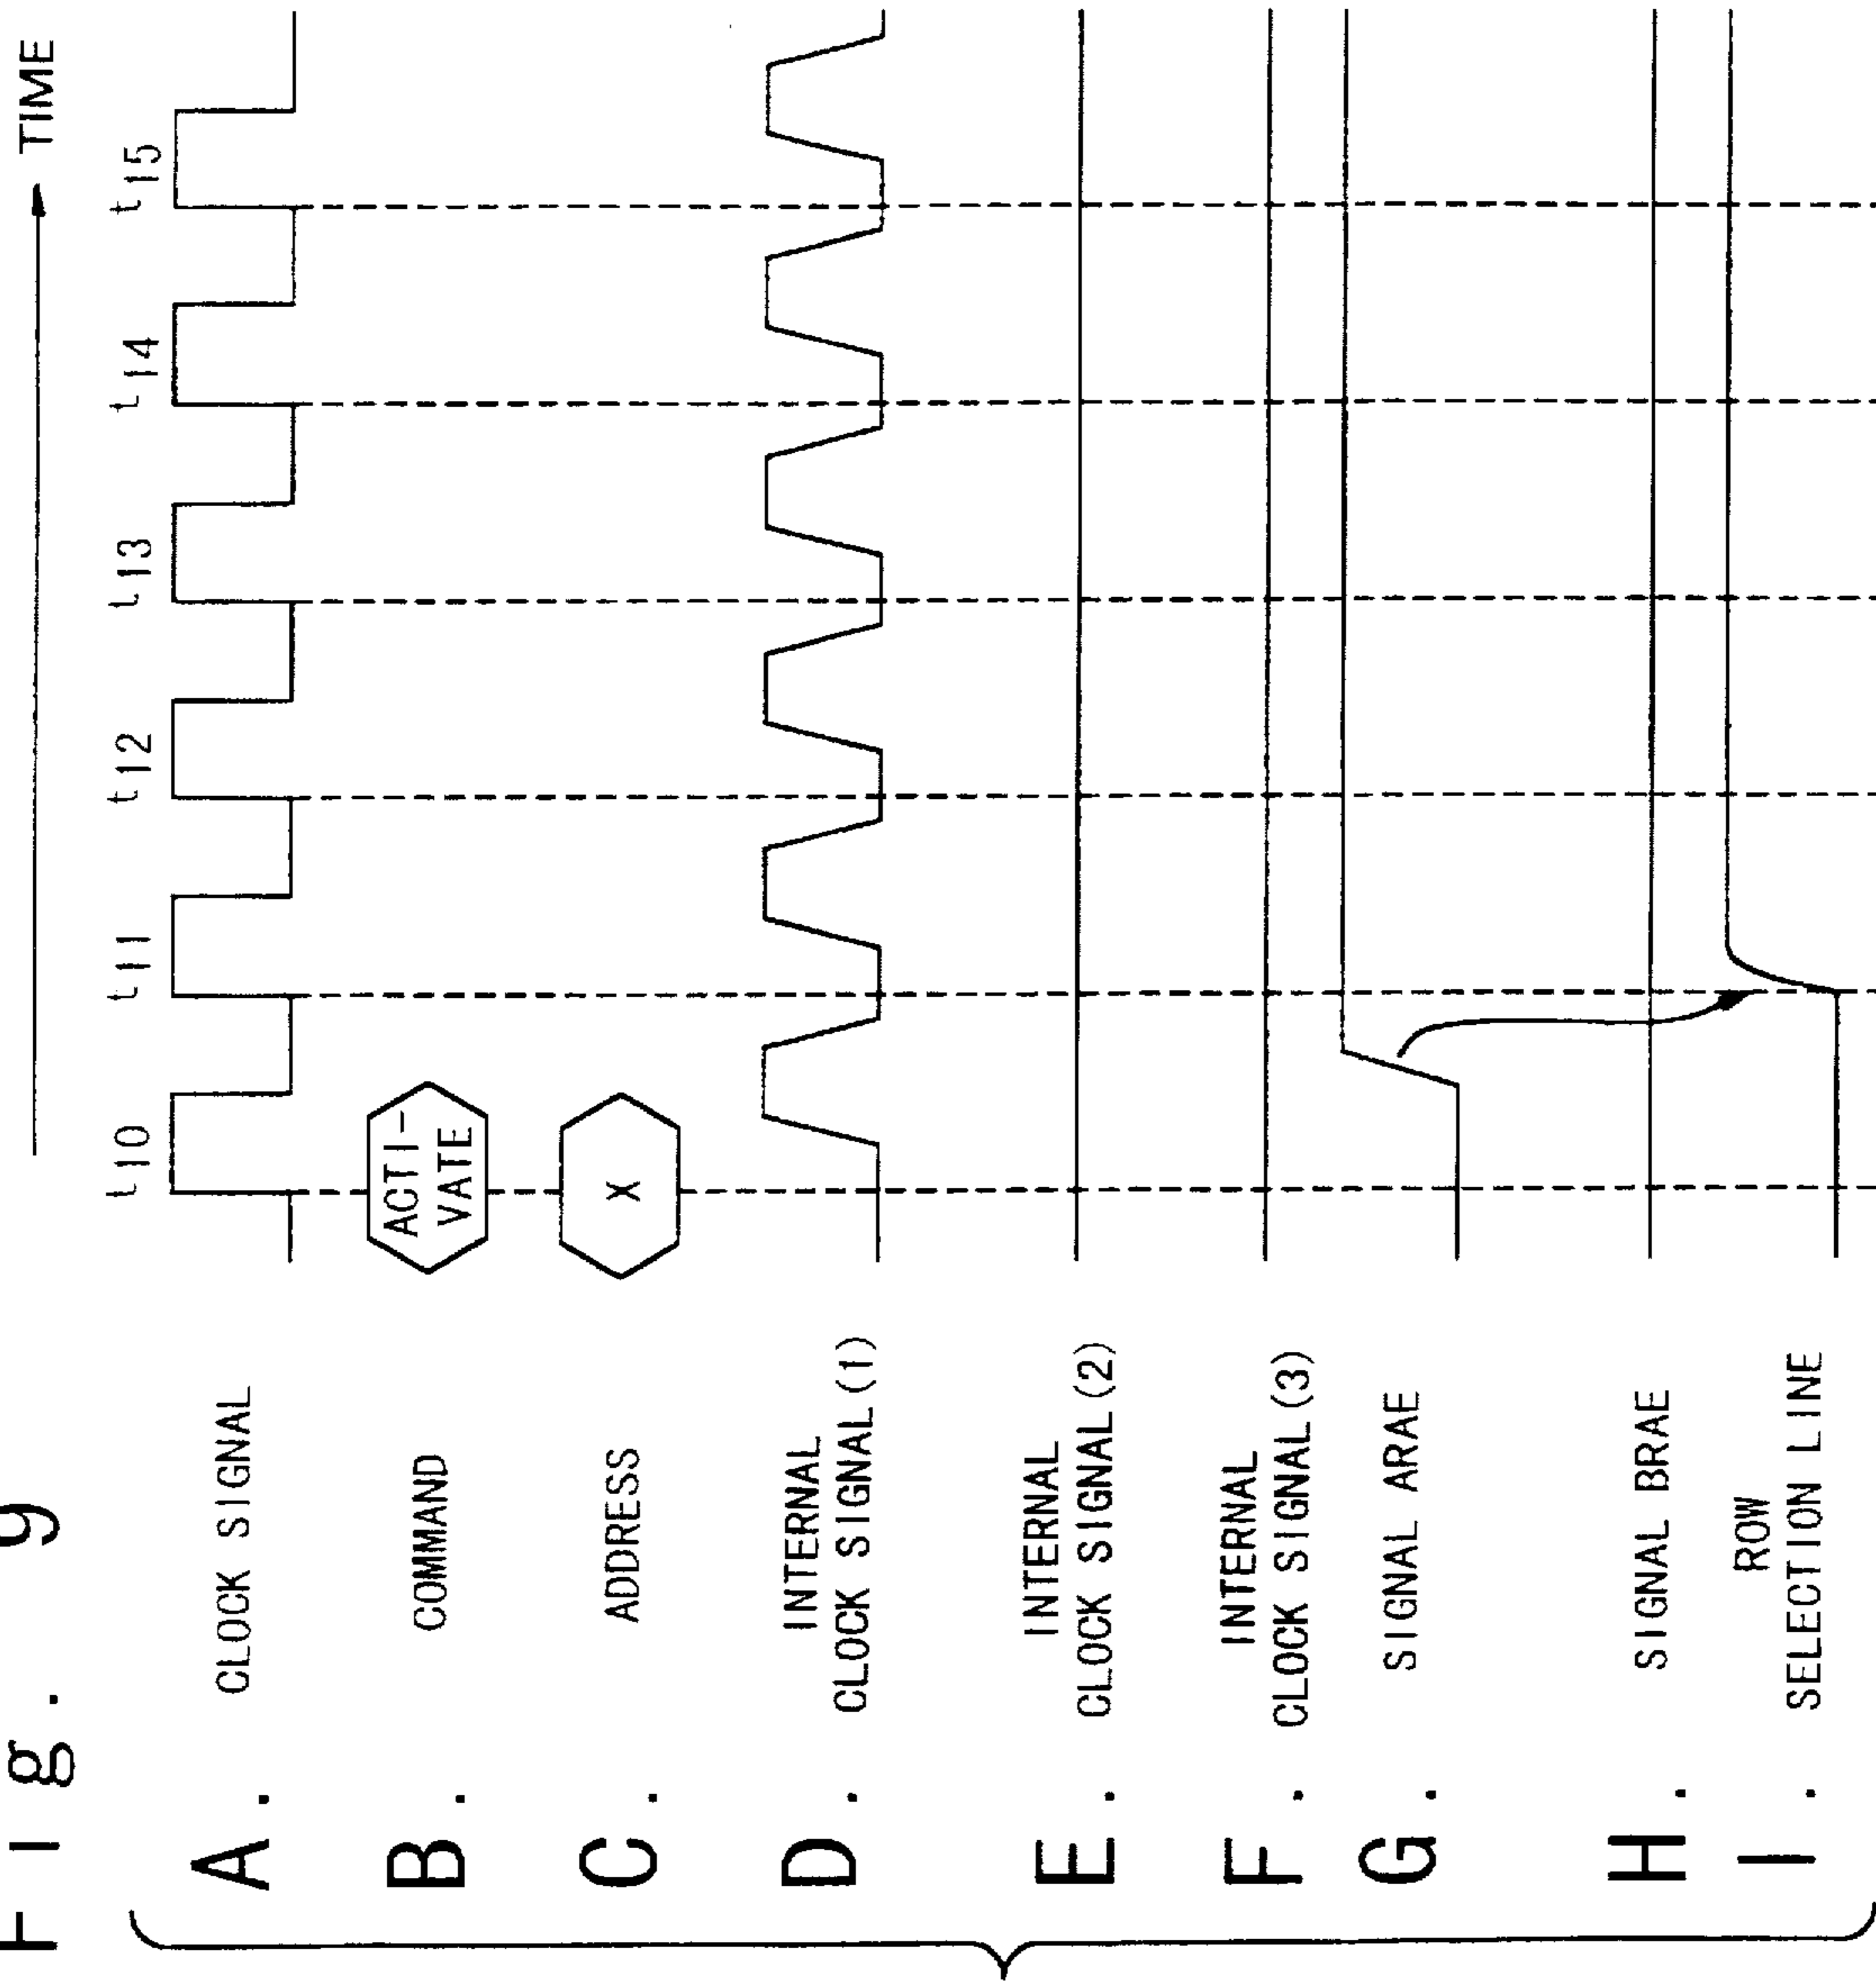 Fig. 9
TIME
t10 t11 t12 t13 t14 t15
A. CLOCK SIGNAL
B. COMMAND
ACTI-
VATE
C. ADDRESS
X
D. INTERNAL
CLOCK SIGNAL(1)
E. INTERNAL
CLOCK SIGNAL(2)
F. INTERNAL
CLOCK SIGNAL(3)
G. SIGNAL ARAE
H. SIGNAL BRAE
I. ROW
SELECTION LINE